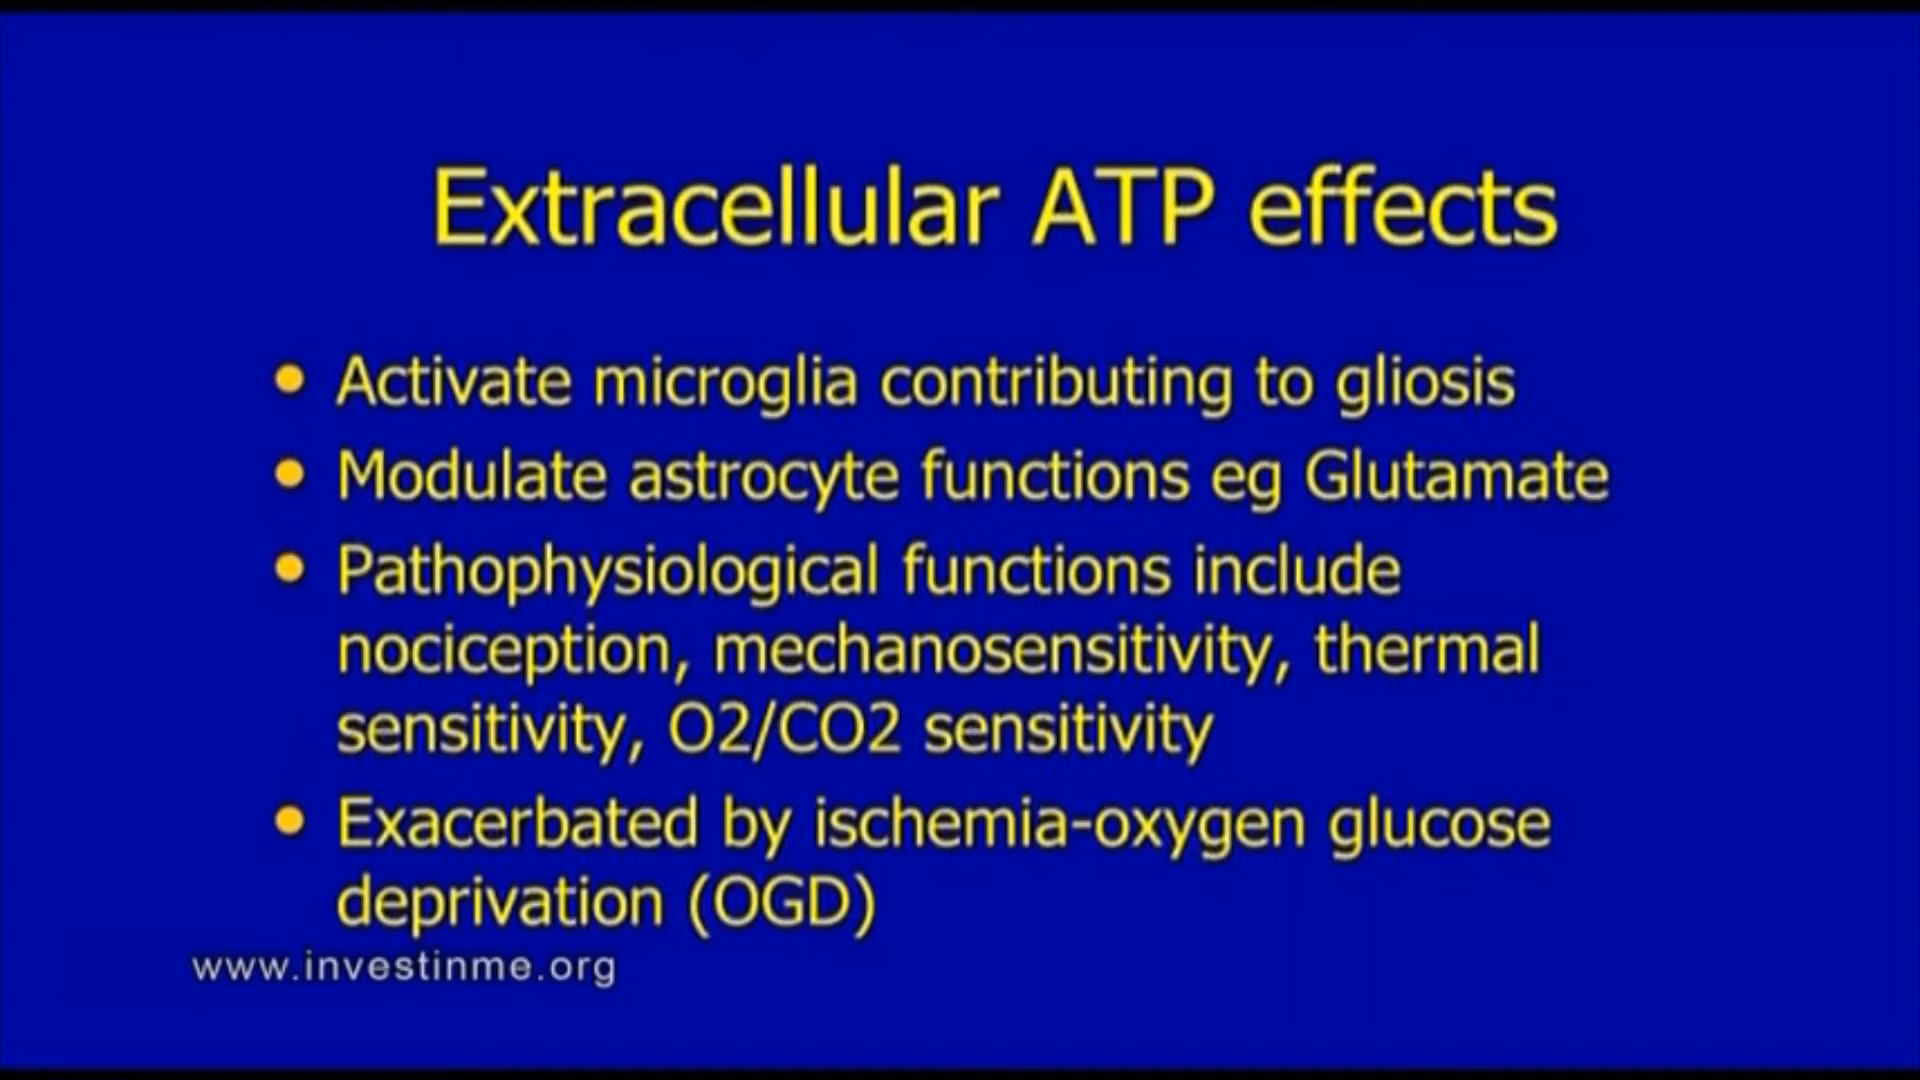 Extracellular ATP effects
• Activate microglia contributing to gliosis
• Modulate astrocyte functions eg Glutamate
• Pathophysiological functions include
nociception, mechanosensitivity, thermal
sensitivity, O2/CO2 sensitivity
• Exacerbated by ischemia-oxygen glucose
deprivation (OGD)
www.investinme.org